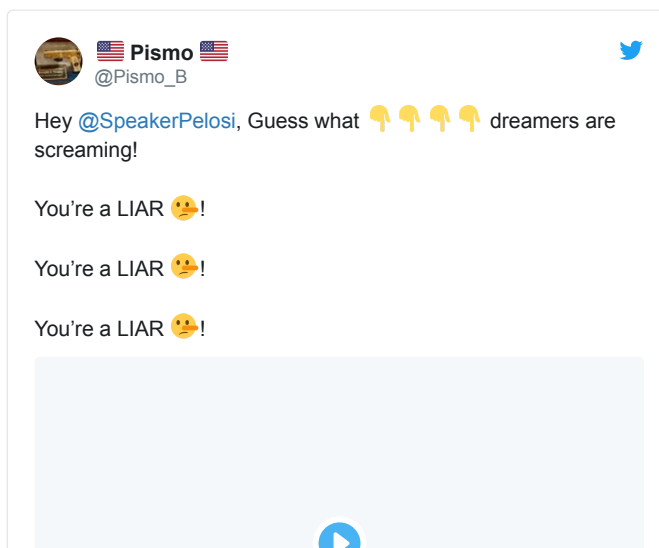 🇺🇸 Pismo 🇺🇸
@Pismo_B
Hey @SpeakerPelosi, Guess what 👇 👇 👇 👇 dreamers are
screaming!
You’re a LIAR 🤥!
You’re a LIAR 🤥!
You’re a LIAR 🤥!